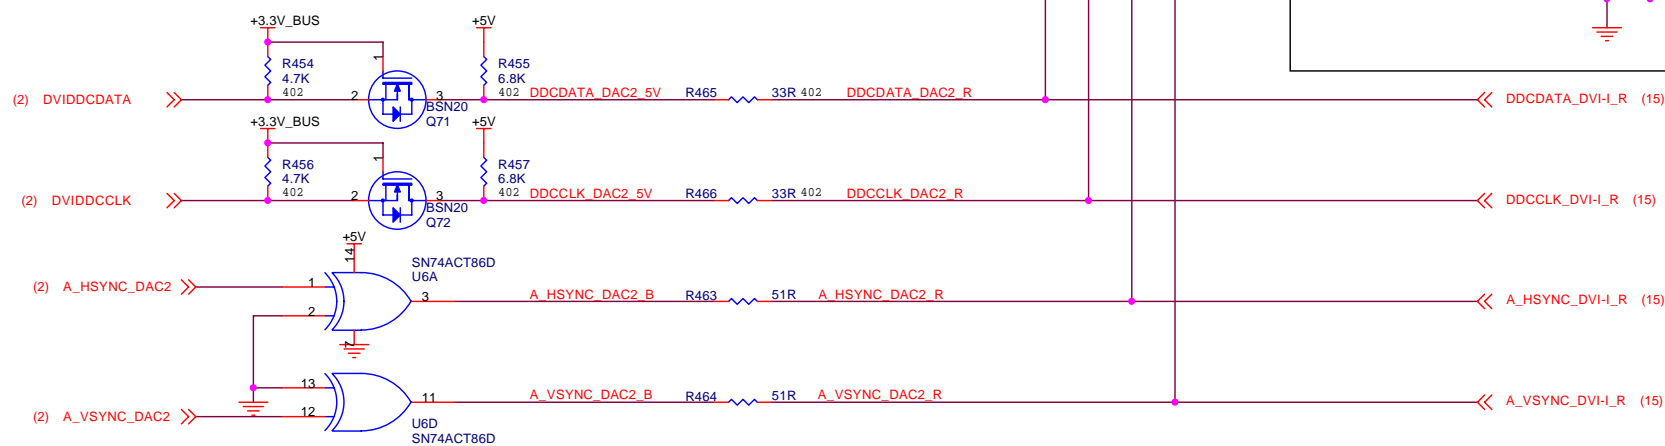 +3.3V_BUS
+5V
R454
4.7K
402
1
2
3
BSN20
Q71
R455
6.8K
402
(2) DVIDDCDATA
DDCDATA_DAC2_5V
R465
33R 402
DDCDATA_DAC2_R
DDCDATA_DVI-I_R (15)
+3.3V_BUS
+5V
R456
4.7K
402
1
2
3
BSN20
Q72
R457
6.8K
402
(2) DVIDDCCLK
DDCCLK_DAC2_5V
R466
33R 402
DDCCLK_DAC2_R
DDCCLK_DVI-I_R (15)
+5V
14
SN74ACT86D
U6A
(2) A_HSYNC_DAC2
1
2
3
7
A_HSYNC_DAC2_B
R463
51R
A_HSYNC_DAC2_R
A_HSYNC_DVI-I_R (15)
(2) A_VSYNC_DAC2
13
12
11
A_VSYNC_DAC2_B
R464
51R
A_VSYNC_DAC2_R
A_VSYNC_DVI-I_R (15)
U6D
SN74ACT86D